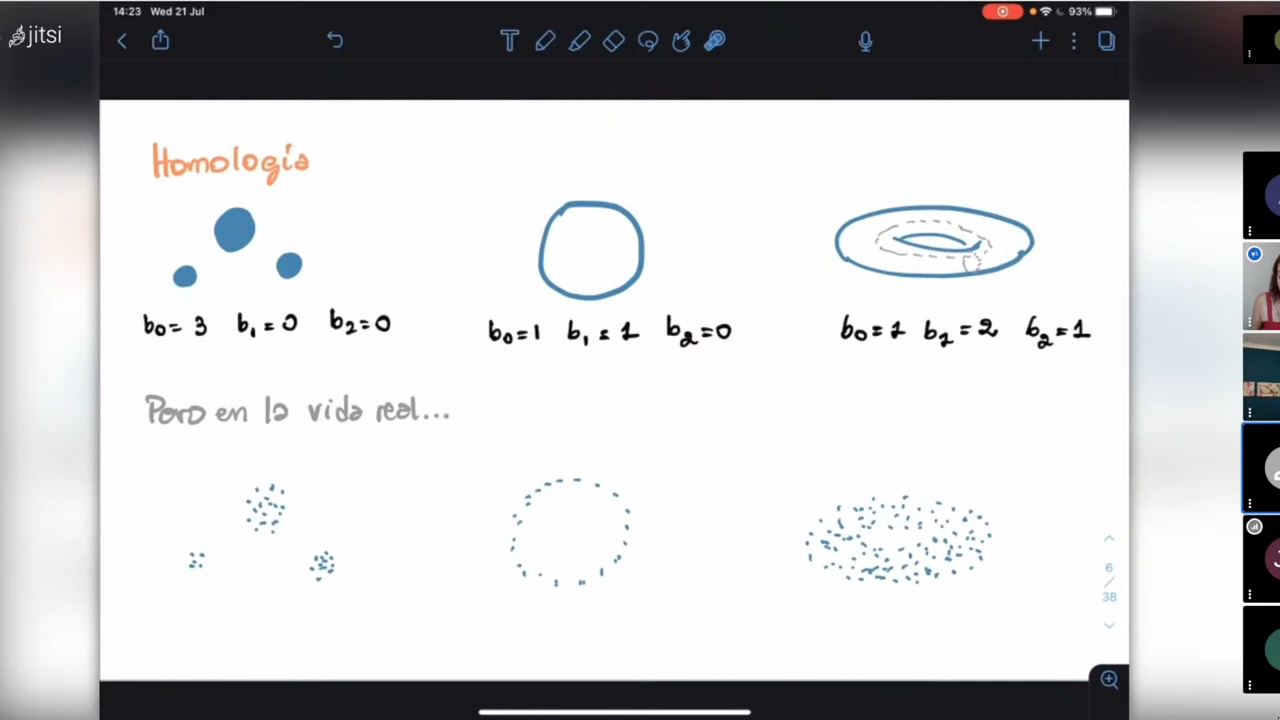 14:23 Wed 21 Jul
93%
jitsi
Homología
b0= 3 b1= 0 b2=0
b0=1 b1= 1 b2=0
b0=1 b1=2 b2=1
Pero en la vida real...
6
/
38